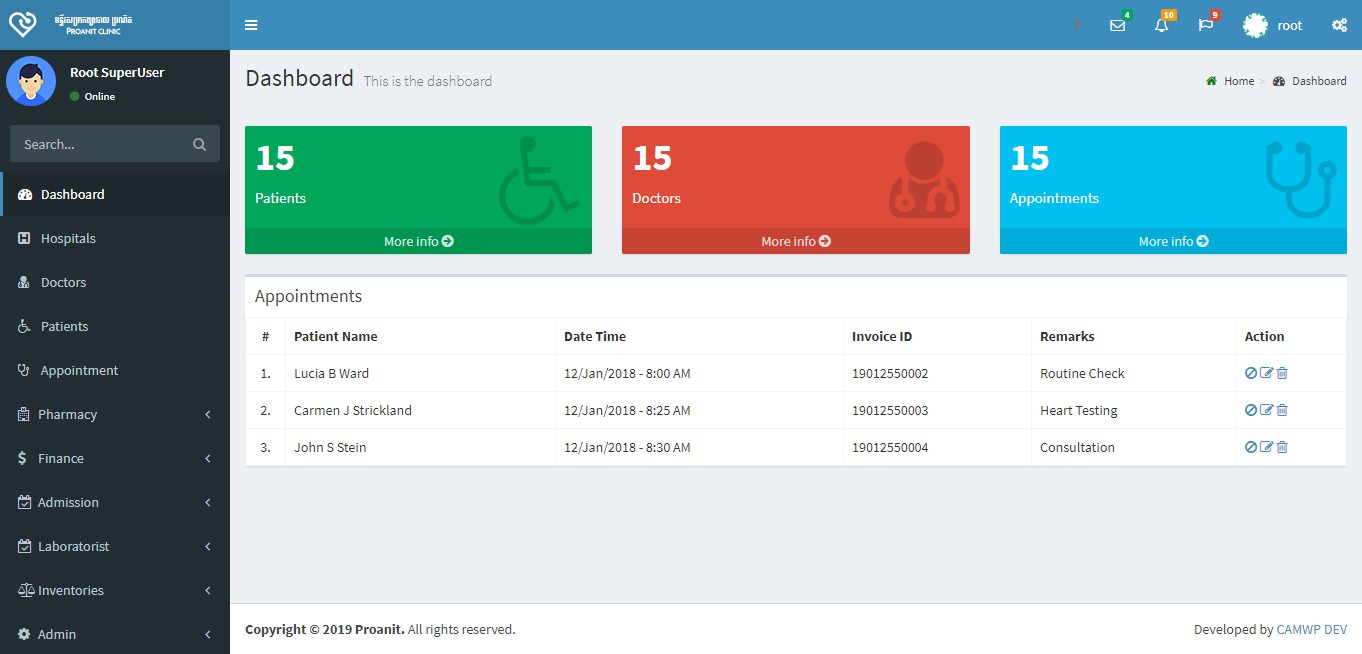 មន្ទីរសម្រាកព្យាបាល ប្រណិត
PROANIT CLINIC
? 4 10 9 root
Root SuperUser
Online
Search...
Dashboard
Hospitals
Doctors
Patients
Appointment
Pharmacy
$ Finance
Admission
Laboratorist
Inventories
Admin
Dashboard This is the dashboard
Home > Dashboard
15
Patients
More info
15
Doctors
More info
15
Appointments
More info
Appointments
# Patient Name Date Time Invoice ID Remarks Action
1. Lucia B Ward 12/Jan/2018 - 8:00 AM 19012550002 Routine Check
2. Carmen J Strickland 12/Jan/2018 - 8:25 AM 19012550003 Heart Testing
3. John S Stein 12/Jan/2018 - 8:30 AM 19012550004 Consultation
Copyright © 2019 Proanit. All rights reserved.
Developed by CAMWP DEV